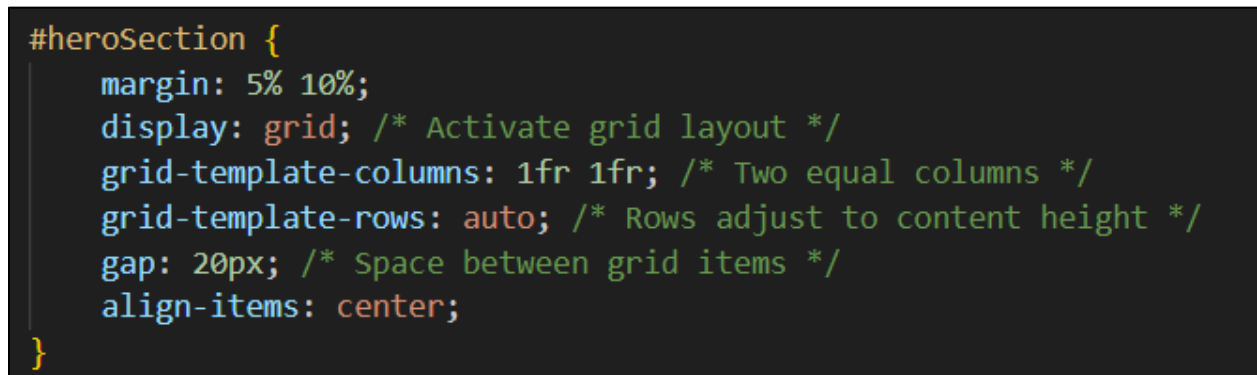 #heroSection {
    margin: 5% 10%;
    display: grid; /* Activate grid layout */
    grid-template-columns: 1fr 1fr; /* Two equal columns */
    grid-template-rows: auto; /* Rows adjust to content height */
    gap: 20px; /* Space between grid items */
    align-items: center;
}